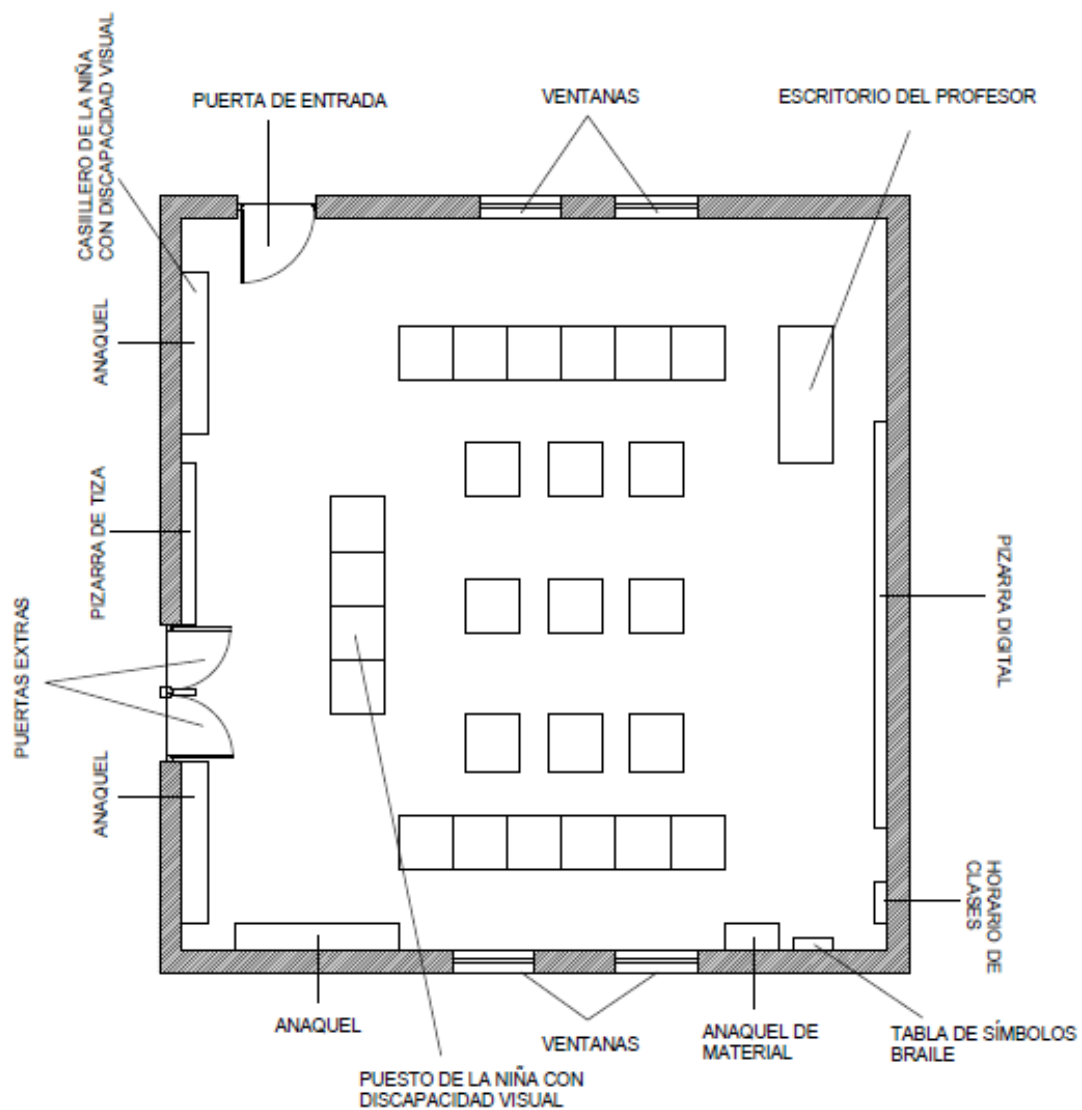 CASIILLERO DE LA NIÑA
CON DISCAPACIDAD VISUAL
PUERTA DE ENTRADA
VENTANAS
ESCRITORIO DEL PROFESOR
ANAQUEL
PIZARRA DE TIZA
PUERTAS EXTRAS
ANAQUEL
PIZARRA DIGITAL
HORARIO DE
CLASES
ANAQUEL
VENTANAS
ANAQUEL DE
MATERIAL
TABLA DE SÍMBOLOS
BRAILE
PUESTO DE LA NIÑA CON
DISCAPACIDAD VISUAL